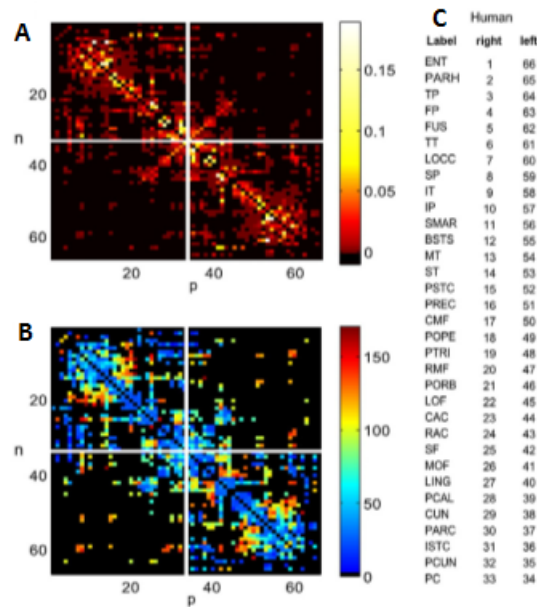 A
20
n
40
60
20
40
p
60
0.15
0.1
0.05
0
B
20
n
40
60
20
40
p
60
150
100
50
0
C
Human
Label right left
ENT 1 66
PARH 2 65
TP 3 64
FP 4 63
FUS 5 62
TT 6 61
LOCC 7 60
SP 8 59
IT 9 58
IP 10 57
SMAR 11 56
BSTS 12 55
MT 13 54
ST 14 53
PSTC 15 52
PREC 16 51
CMF 17 50
POPE 18 49
PTRI 19 48
RMF 20 47
PORB 21 46
LOF 22 45
CAC 23 44
RAC 24 43
SF 25 42
MOF 26 41
LING 27 40
PCAL 28 39
CUN 29 38
PARC 30 37
ISTC 31 36
PCUN 32 35
PC 33 34